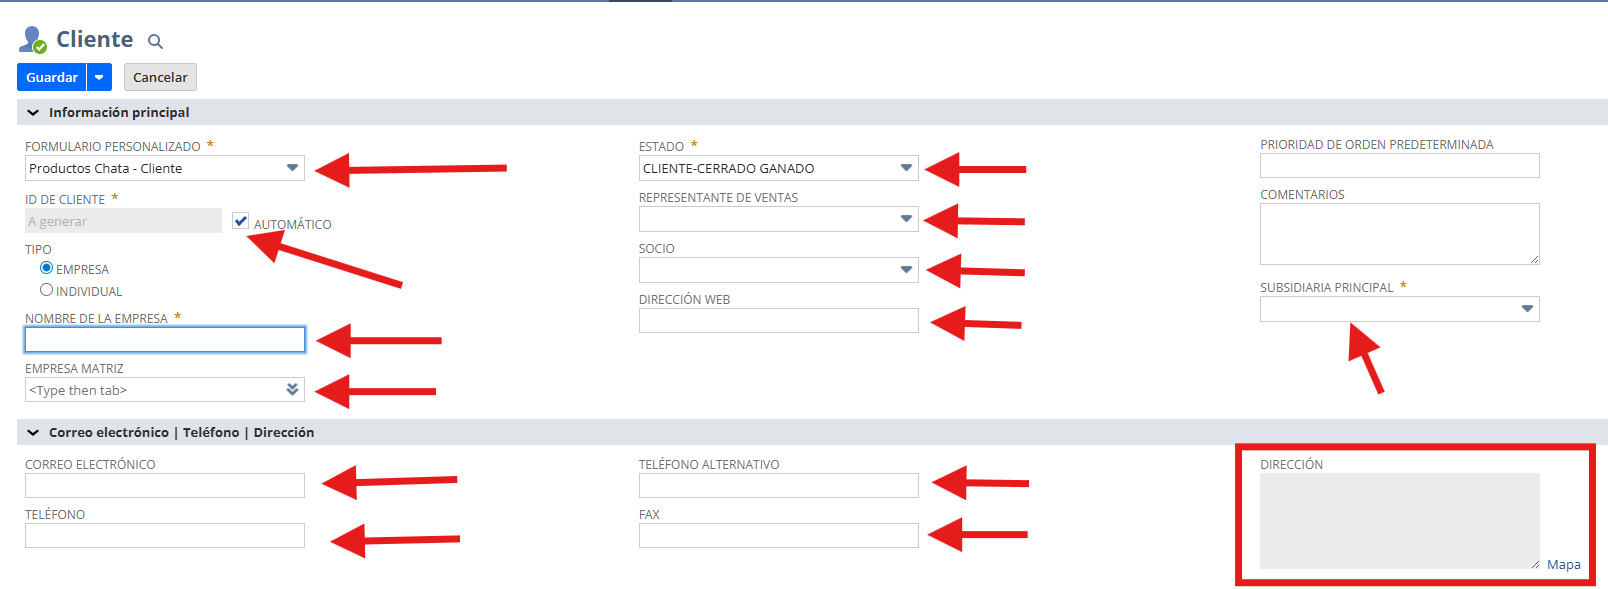 Cliente
Guardar
Cancelar
Información principal
FORMULARIO PERSONALIZADO *
Productos Chata - Cliente
ID DE CLIENTE *
A generar
AUTOMÁTICO
TIPO
EMPRESA
INDIVIDUAL
NOMBRE DE LA EMPRESA *
EMPRESA MATRIZ
<Type then tab>
ESTADO *
CLIENTE-CERRADO GANADO
REPRESENTANTE DE VENTAS
SOCIO
DIRECCIÓN WEB
PRIORIDAD DE ORDEN PREDETERMINADA
COMENTARIOS
SUBSIDIARIA PRINCIPAL *
Correo electrónico | Teléfono | Dirección
CORREO ELECTRÓNICO
TELÉFONO
TELÉFONO ALTERNATIVO
FAX
DIRECCIÓN
Mapa